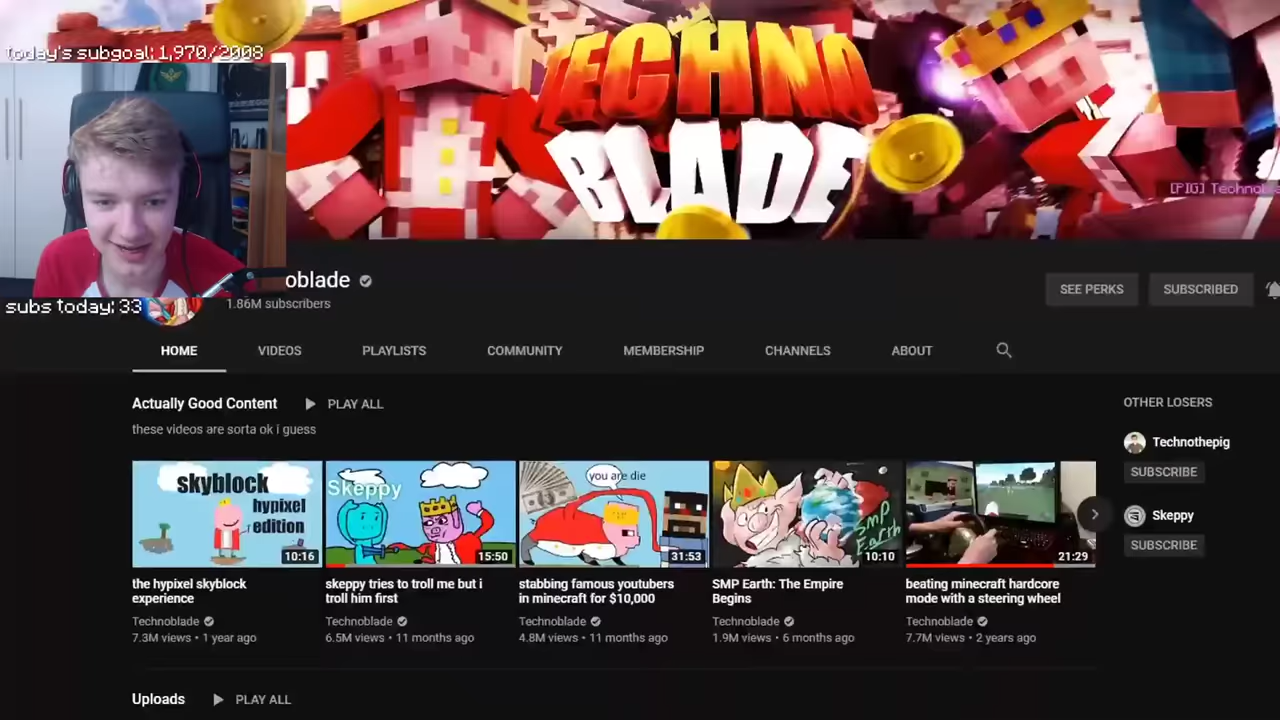 today's subgoal: 1,970/2008
TECHNO
BLADE
[PIG] Technobla
oblade
1.86M subscribers
subs today: 33
SEE PERKS
SUBSCRIBED
HOME
VIDEOS
PLAYLISTS
COMMUNITY
MEMBERSHIP
CHANNELS
ABOUT
Actually Good Content
PLAY ALL
these videos are sorta ok i guess
skyblock
hypixel
edition
10:16
the hypixel skyblock
experience
Technoblade
7.3M views • 1 year ago
Skeppy
15:50
skeppy tries to troll me but i
troll him first
Technoblade
6.5M views • 11 months ago
you are die
31:53
stabbing famous youtubers
in minecraft for $10,000
Technoblade
4.8M views • 11 months ago
SMP
Earth
10:10
SMP Earth: The Empire
Begins
Technoblade
1.9M views • 6 months ago
21:29
beating minecraft hardcore
mode with a steering wheel
Technoblade
7.7M views • 2 years ago
OTHER LOSERS
Technothepig
SUBSCRIBE
Skeppy
SUBSCRIBE
Uploads
PLAY ALL